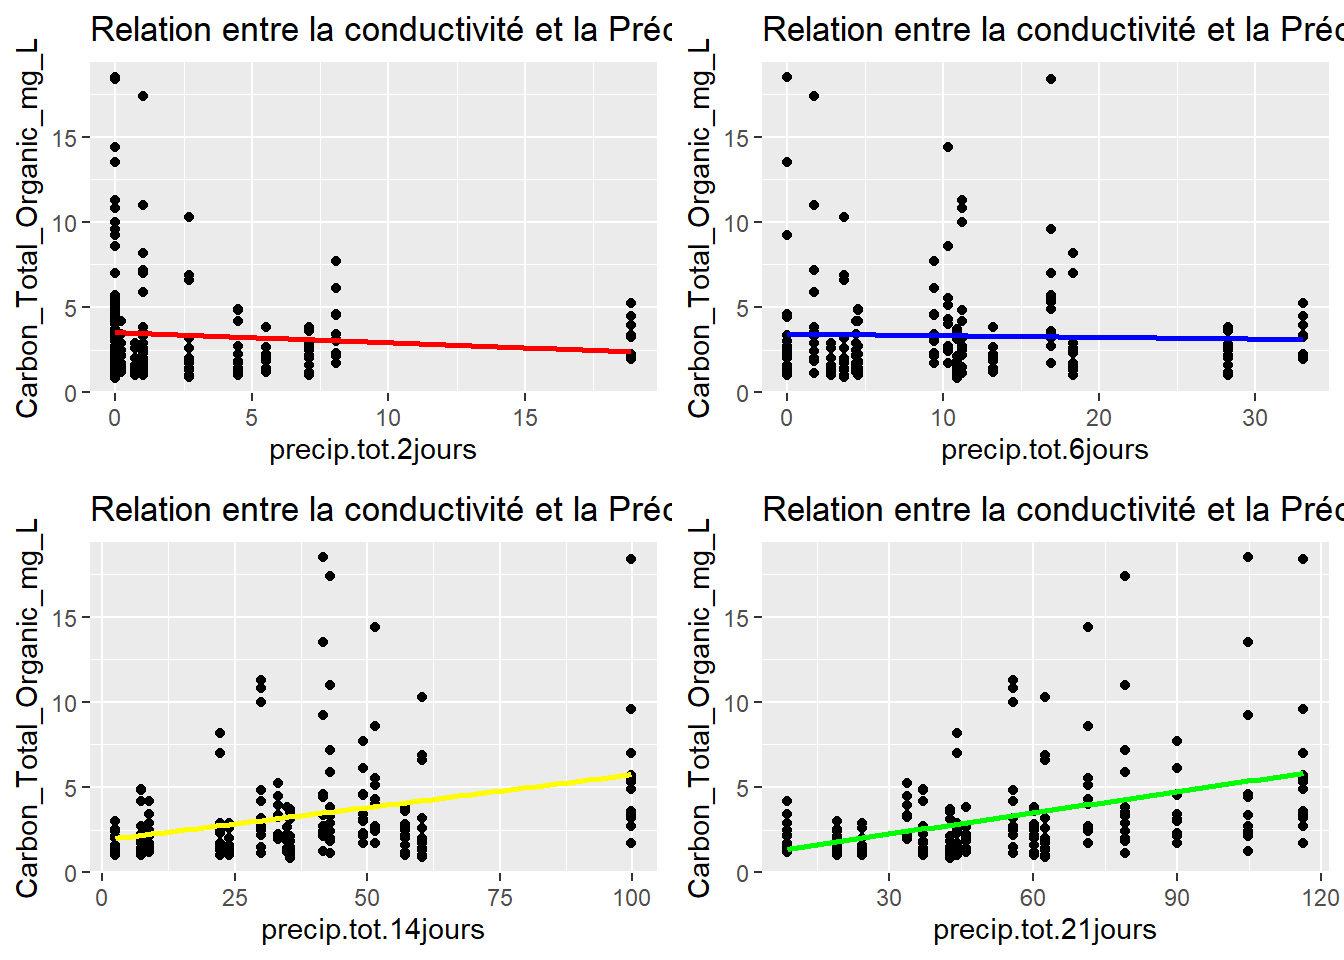 Relation entre la conductivité et la Préc
Carbon_Total_Organic_mg_L
15
10
5
0
0 5 10 15
precip.tot.2jours
Relation entre la conductivité et la Préc
Carbon_Total_Organic_mg_L
15
10
5
0
0 10 20 30
precip.tot.6jours
Relation entre la conductivité et la Préc
Carbon_Total_Organic_mg_L
15
10
5
0
0 25 50 75 100
precip.tot.14jours
Relation entre la conductivité et la Préc
Carbon_Total_Organic_mg_L
15
10
5
0
30 60 90 120
precip.tot.21jours